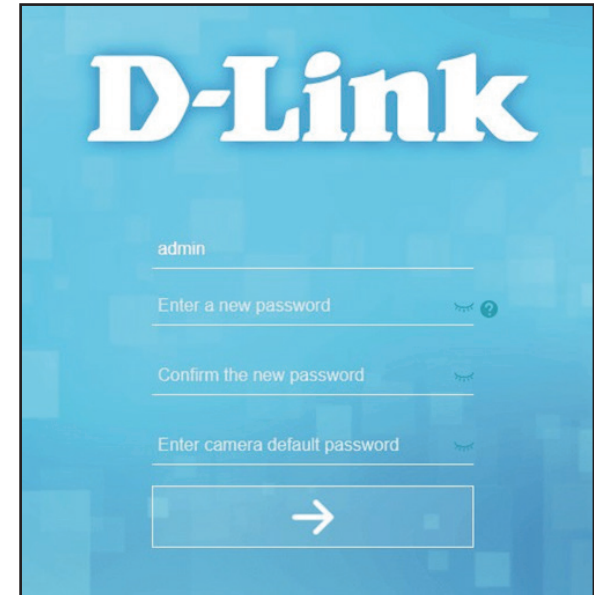 D-Link
admin
Enter a new password
?
Confirm the new password
Enter camera default password